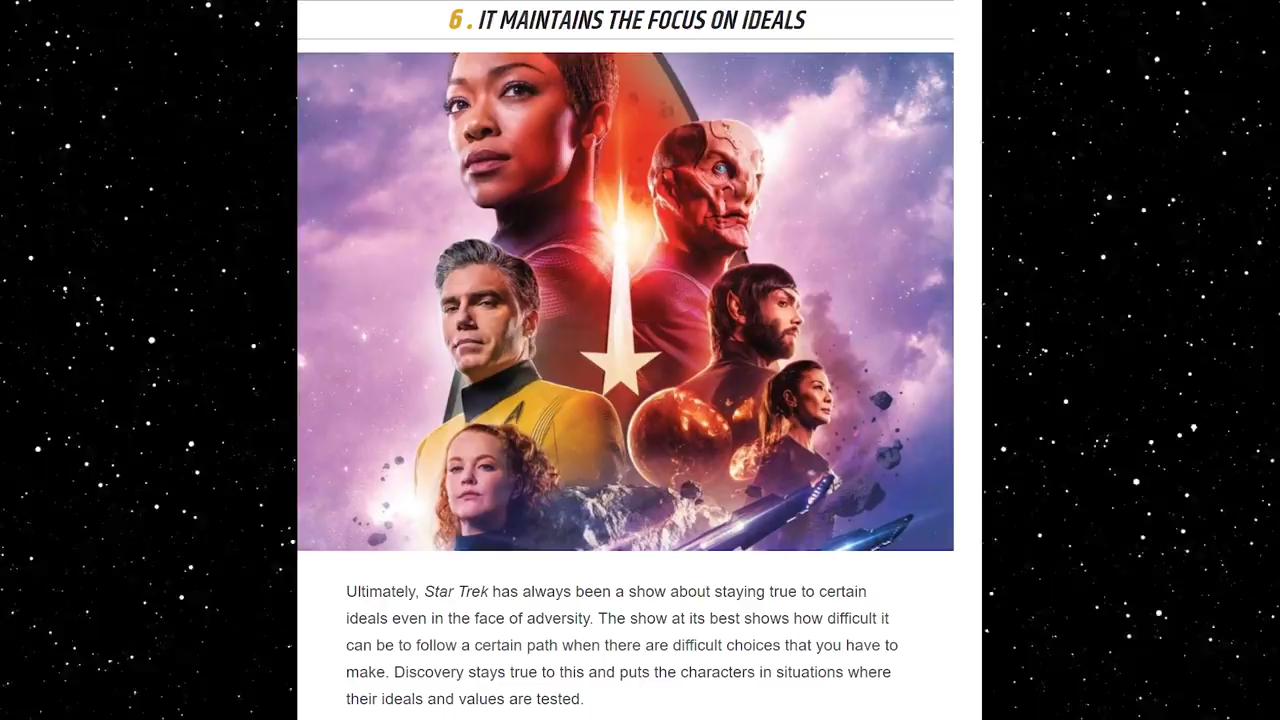 6 . IT MAINTAINS THE FOCUS ON IDEALS
Ultimately, Star Trek has always been a show about staying true to certain
ideals even in the face of adversity. The show at its best shows how difficult it
can be to follow a certain path when there are difficult choices that you have to
make. Discovery stays true to this and puts the characters in situations where
their ideals and values are tested.